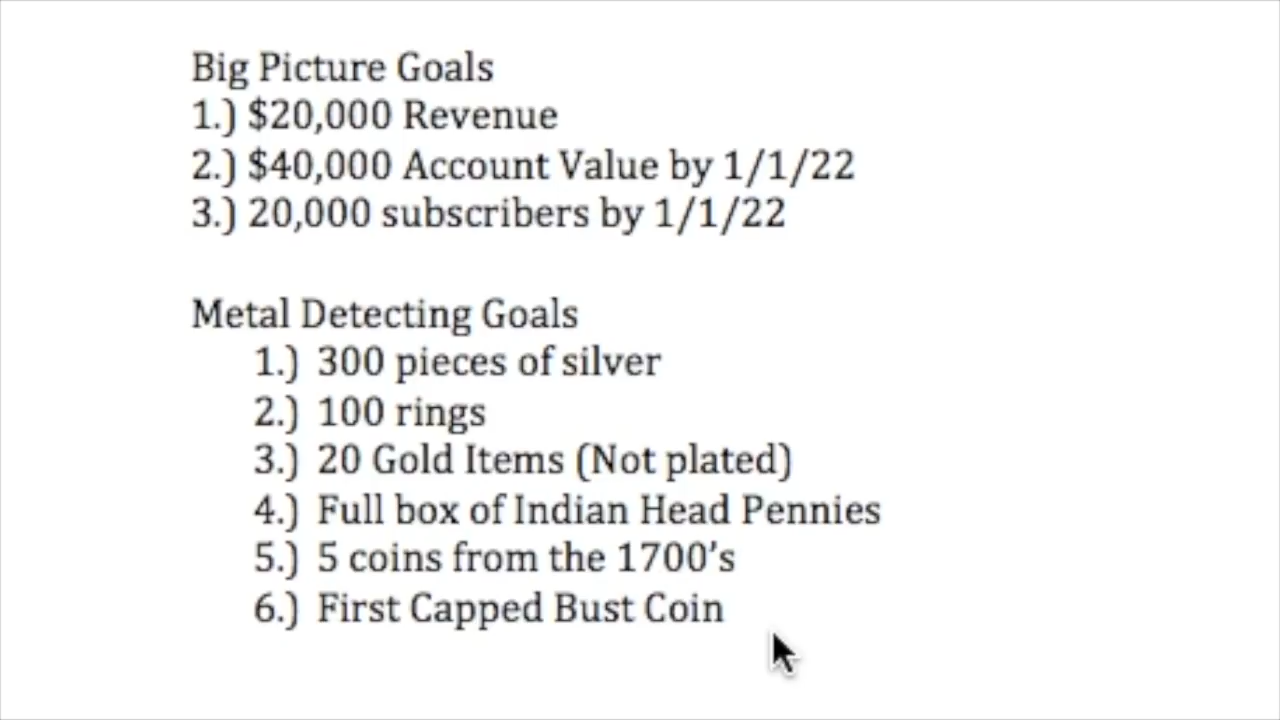 Big Picture Goals
1.) $20,000 Revenue
2.) $40,000 Account Value by 1/1/22
3.) 20,000 subscribers by 1/1/22
Metal Detecting Goals
1.) 300 pieces of silver
2.) 100 rings
3.) 20 Gold Items (Not plated)
4.) Full box of Indian Head Pennies
5.) 5 coins from the 1700’s
6.) First Capped Bust Coin